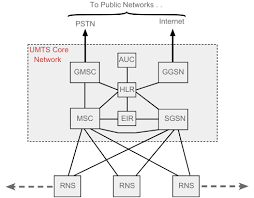 To Public Networks . .
PSTN
Internet
UMTS Core
Network
AUC
GMSC
GGSN
HLR
MSC
EIR
SGSN
RNS
RNS
RNS